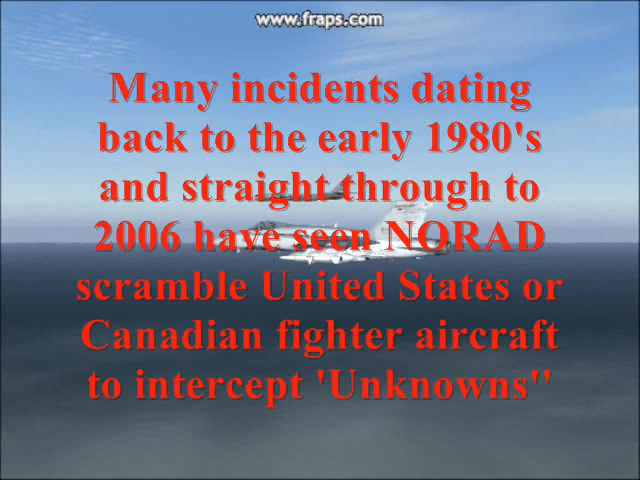 www.fraps.com
Many incidents dating
back to the early 1980's
and straight through to
2006 have seen NORAD
scramble United States or
Canadian fighter aircraft
to intercept 'Unknowns''